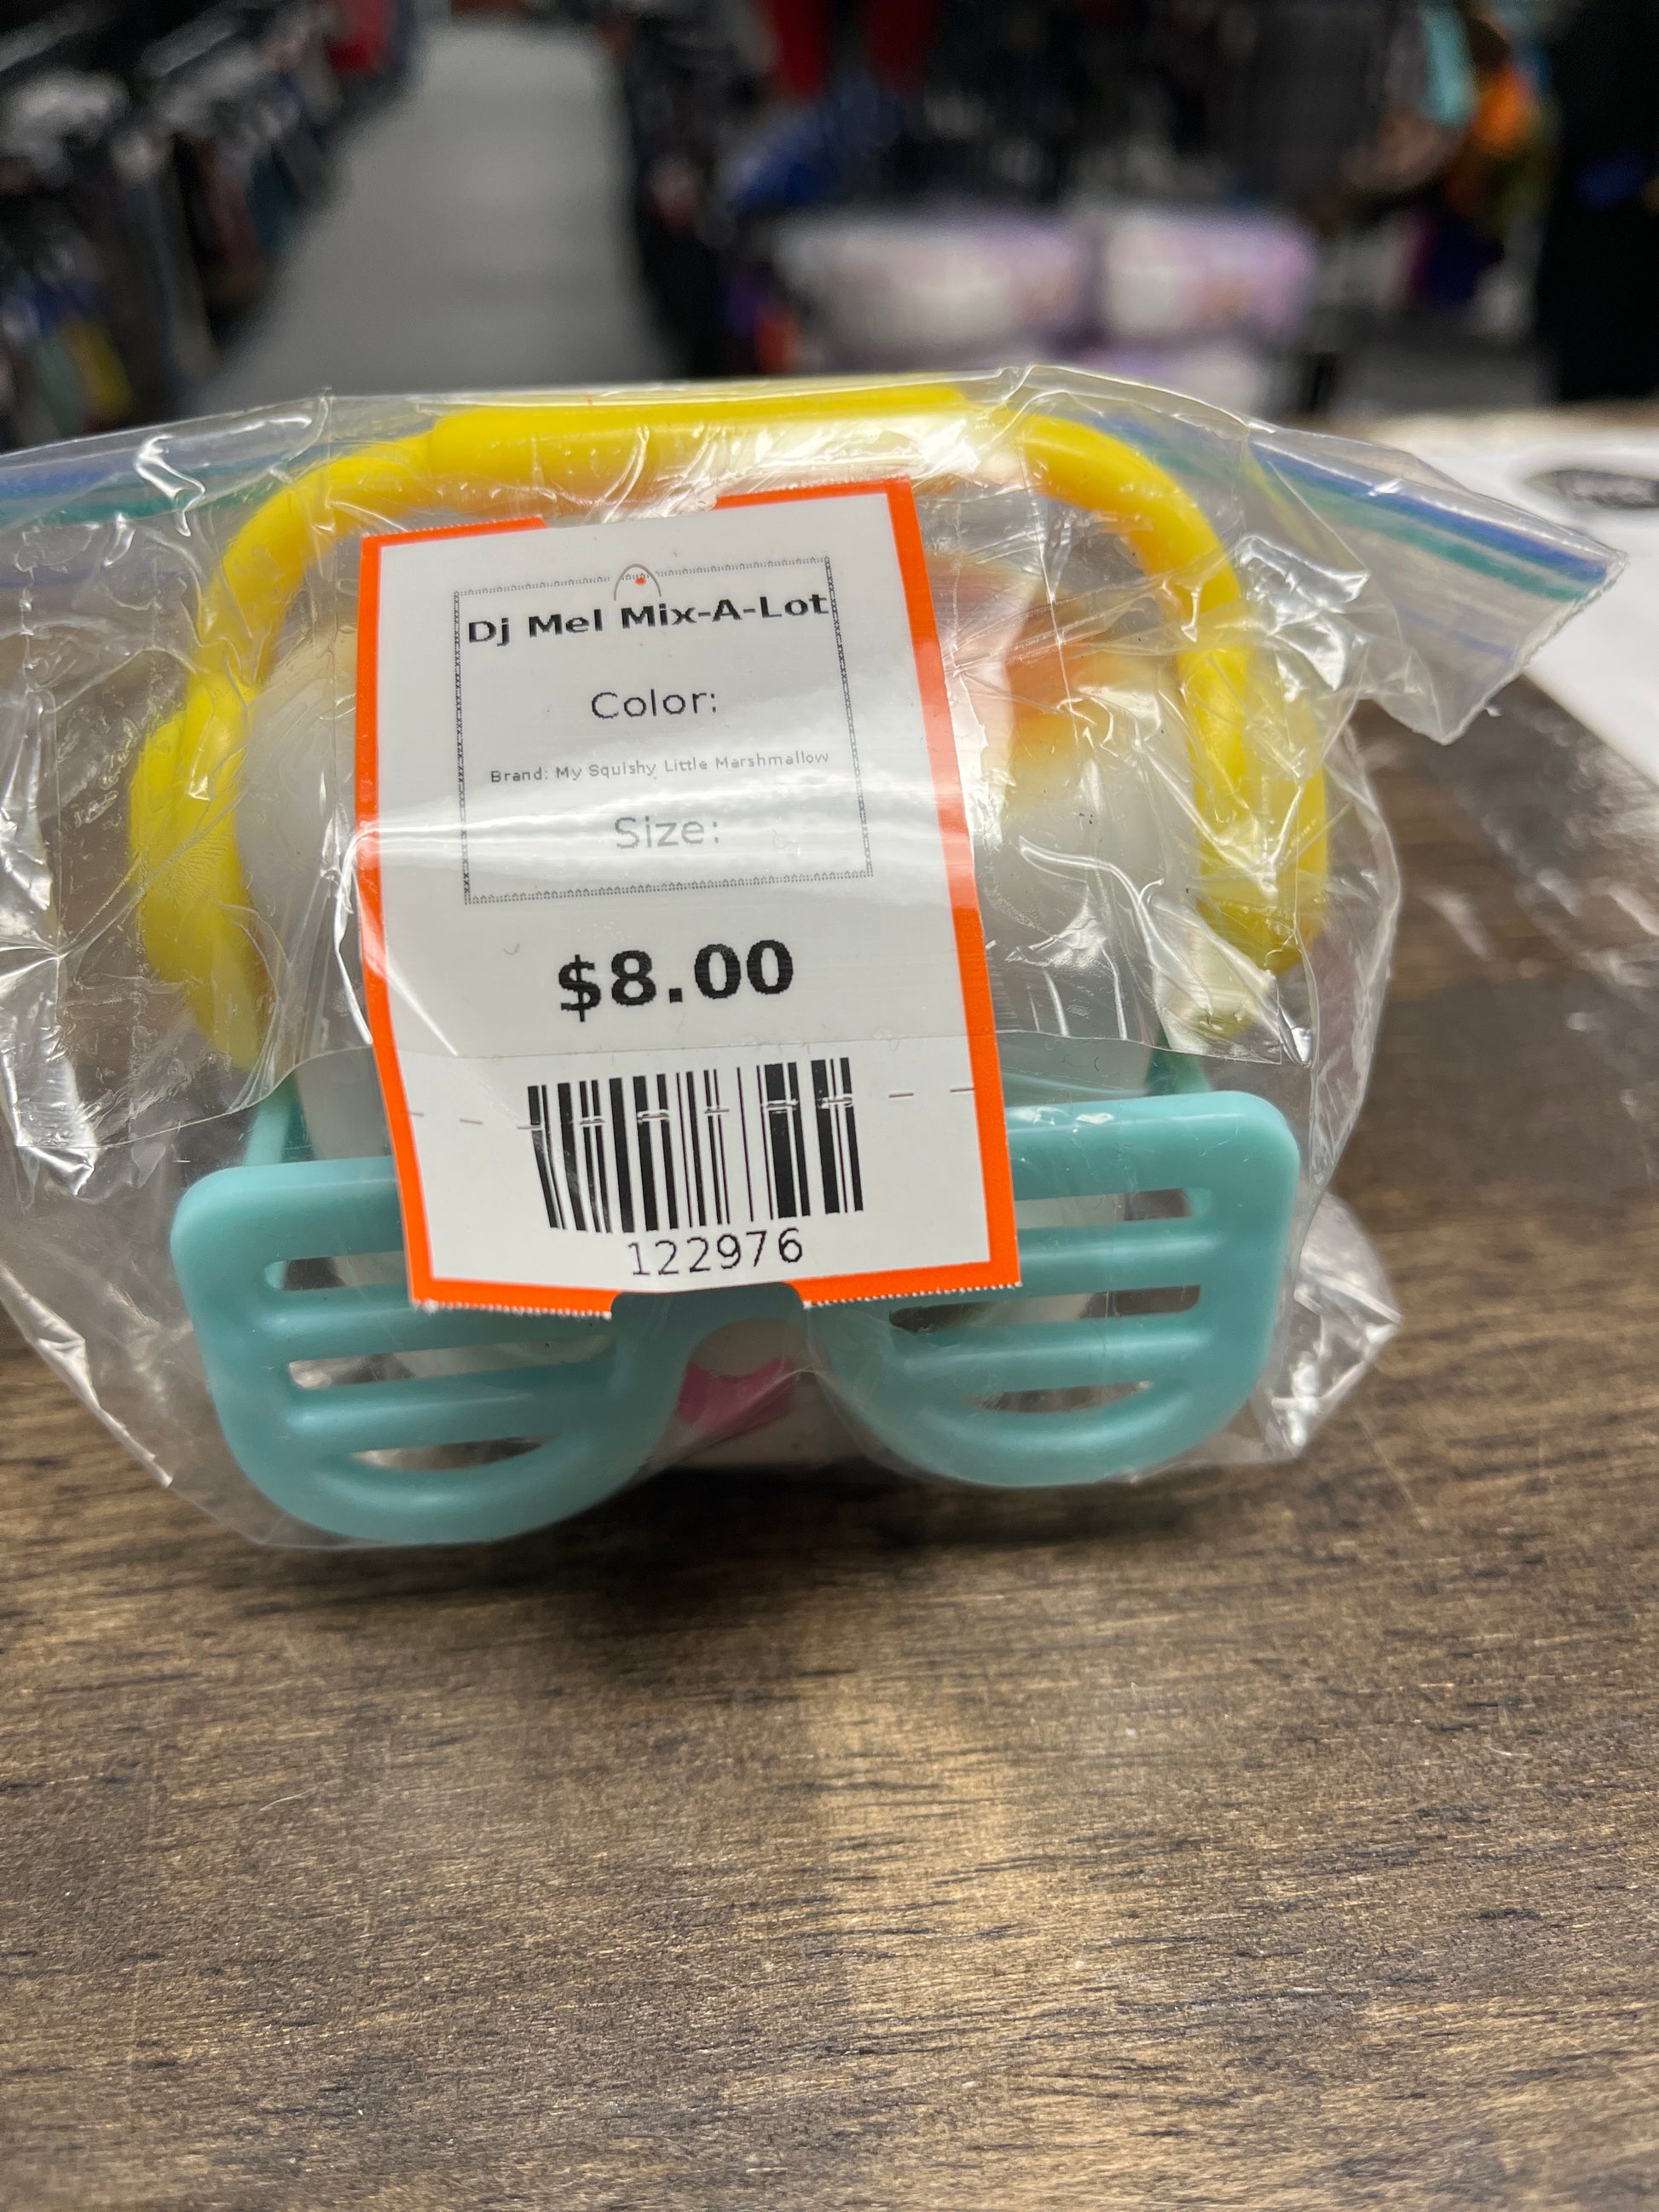 Dj Mel Mix-A-Lot
Color:
Brand: My Squishy Little Marshmallow
Size:
$8.00
122976